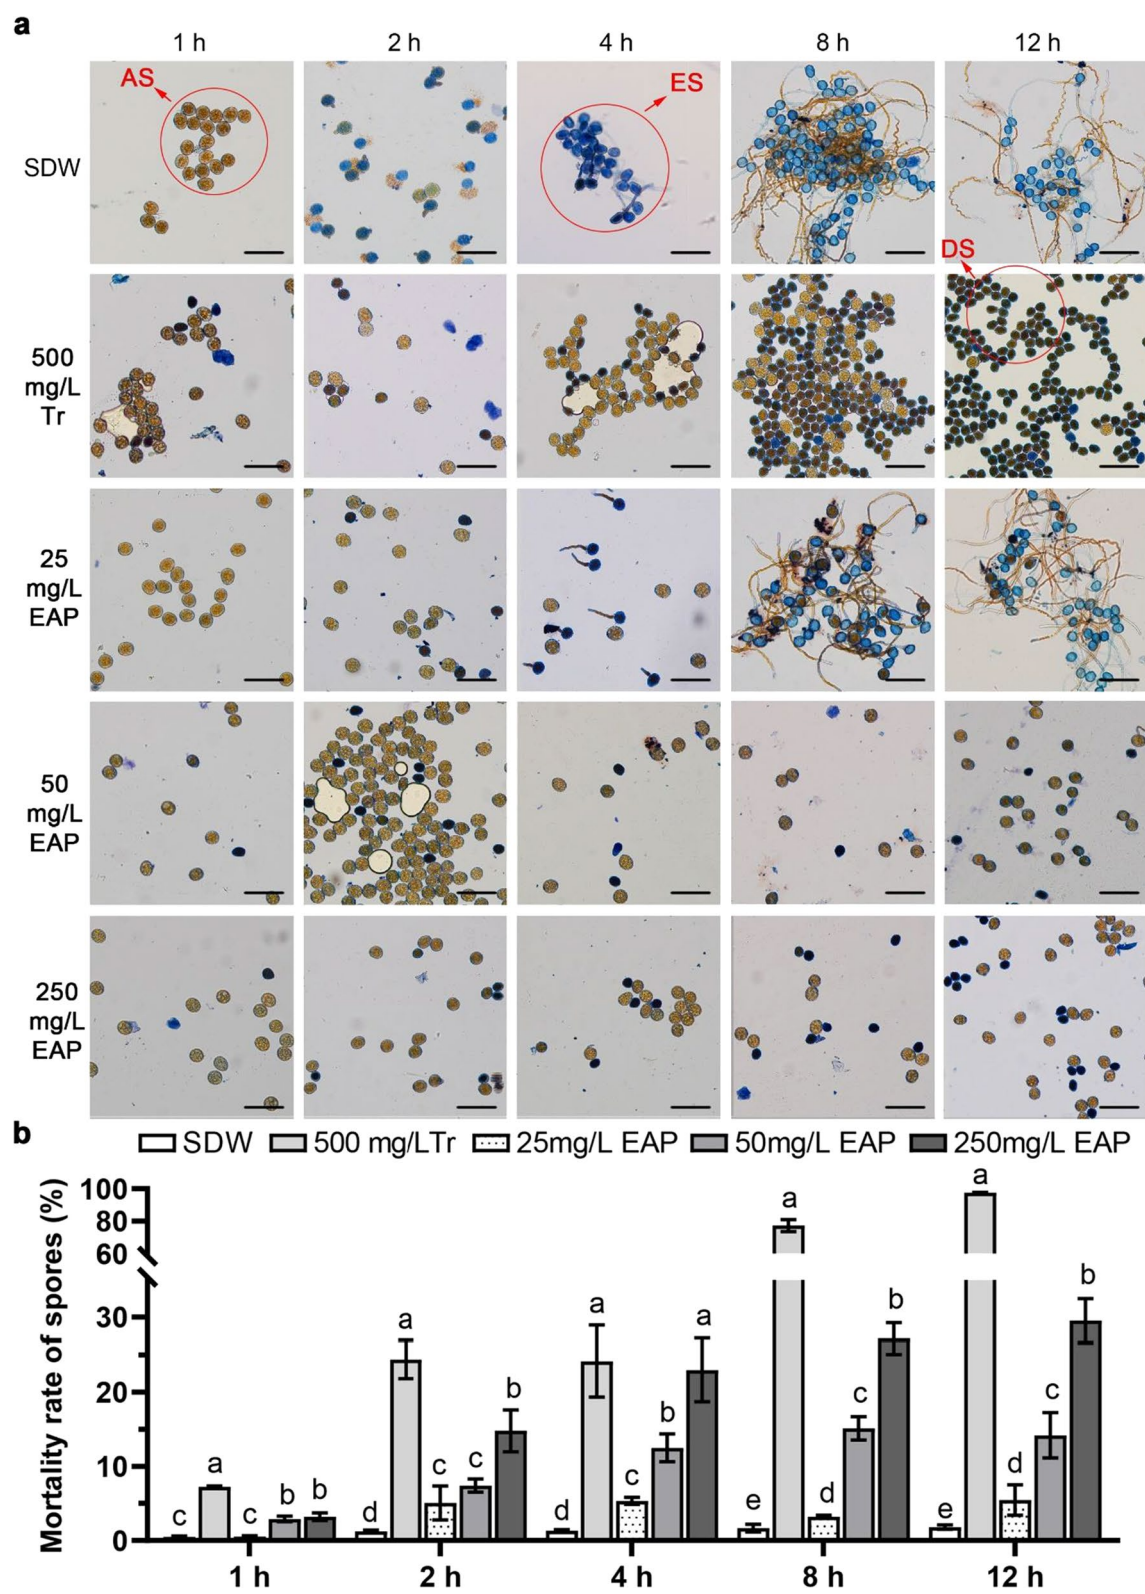 a
1 h 2 h 4 h 8 h 12 h
AS
ES
SDW
DS
500
mg/L
Tr
25
mg/L
EAP
50
mg/L
EAP
250
mg/L
EAP
b
SDW 500 mg/LTr 25mg/L EAP 50mg/L EAP 250mg/L EAP
Mortality rate of spores (%)
100
80
60
30
20
10
0
c a c b b
d a c c b
d a c b a
e a d c b
e a d c b
1 h 2 h 4 h 8 h 12 h